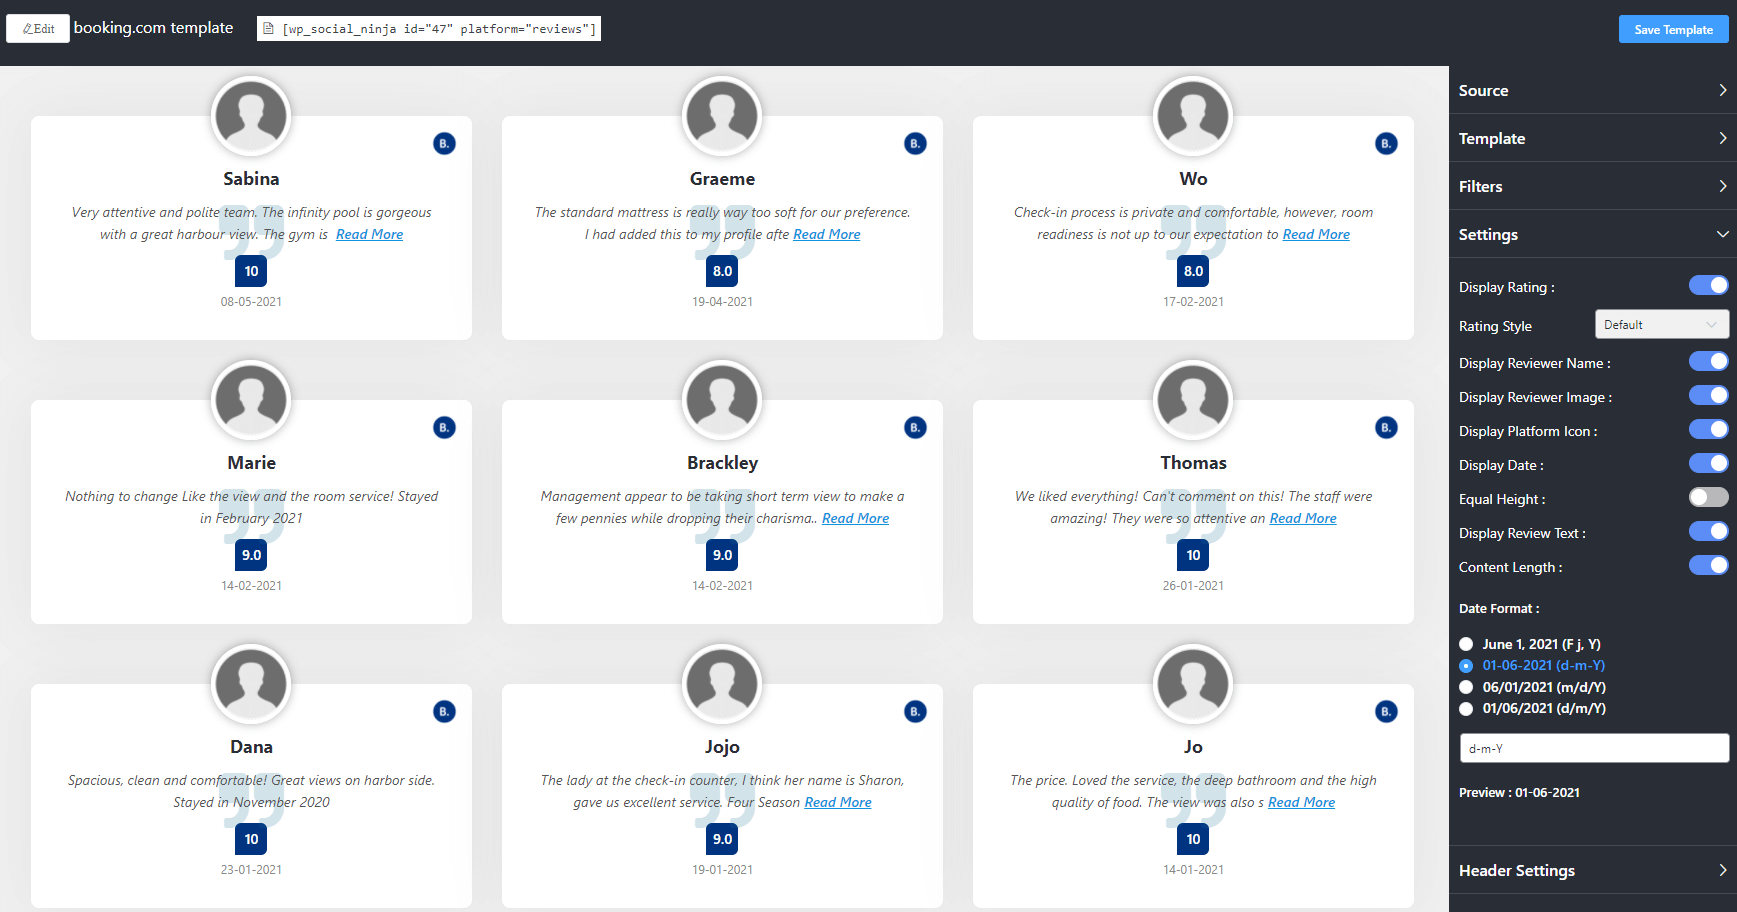 Edit
booking.com template
[wp_social_ninja id="47" platform="reviews"]
Save Template
B.
Sabina
Very attentive and polite team. The infinity pool is gorgeous
with a great harbour view. The gym is Read More
10
08-05-2021
B.
Graeme
The standard mattress is really way too soft for our preference.
I had added this to my profile afte Read More
8.0
19-04-2021
B.
Wo
Check-in process is private and comfortable, however, room
readiness is not up to our expectation to Read More
8.0
17-02-2021
B.
Marie
Nothing to change Like the view and the room service! Stayed
in February 2021
9.0
14-02-2021
B.
Brackley
Management appear to be taking short term view to make a
few pennies while dropping their charisma.. Read More
9.0
14-02-2021
B.
Thomas
We liked everything! Can't comment on this! The staff were
amazing! They were so attentive an Read More
10
26-01-2021
B.
Dana
Spacious, clean and comfortable! Great views on harbor side.
Stayed in November 2020
10
23-01-2021
B.
Jojo
The lady at the check-in counter, I think her name is Sharon,
gave us excellent service. Four Season Read More
9.0
19-01-2021
B.
Jo
The price. Loved the service, the deep bathroom and the high
quality of food. The view was also s Read More
10
14-01-2021
Source
Template
Filters
Settings
Display Rating :
Rating Style
Default
Display Reviewer Name :
Display Reviewer Image :
Display Platform Icon :
Display Date :
Equal Height :
Display Review Text :
Content Length :
Date Format :
June 1, 2021 (F j, Y)
01-06-2021 (d-m-Y)
06/01/2021 (m/d/Y)
01/06/2021 (d/m/Y)
d-m-Y
Preview : 01-06-2021
Header Settings